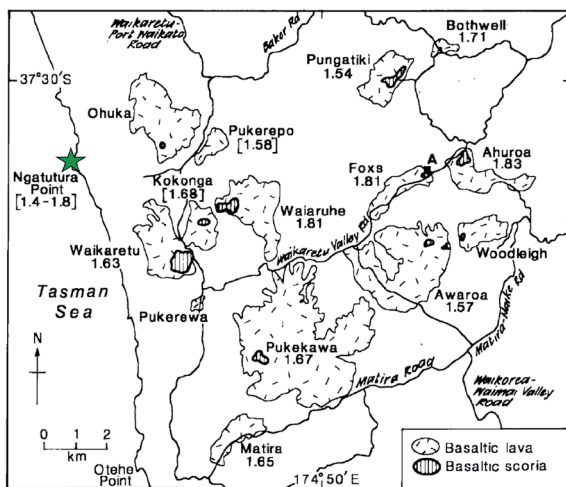 Waikaretu-
Port Waikato
Road
Bakor Rd
Bothwell
1.71
Pungatiki
1.54
37°30'S
Ohuka
Pukerepo
[1.58]
Ngatutura
Point
[1.4-1.8]
Kokonga
[1.68]
Foxs
1.81
A
Ahuroa
1.83
Waiaruhe
1.81
Waikaretu
1.63
Waikaretu Valley Rd
Woodleigh
Tasman
Sea
Pukerewa
Awaroa
1.57
Matira-Waike Rd
N
Pukekawa
1.67
Matira Road
Waikorea-
Waimai Valley
Road
0 1 2
km
Matira
1.65
Otehe
Point
174°50'E
Basaltic lava
Basaltic scoria